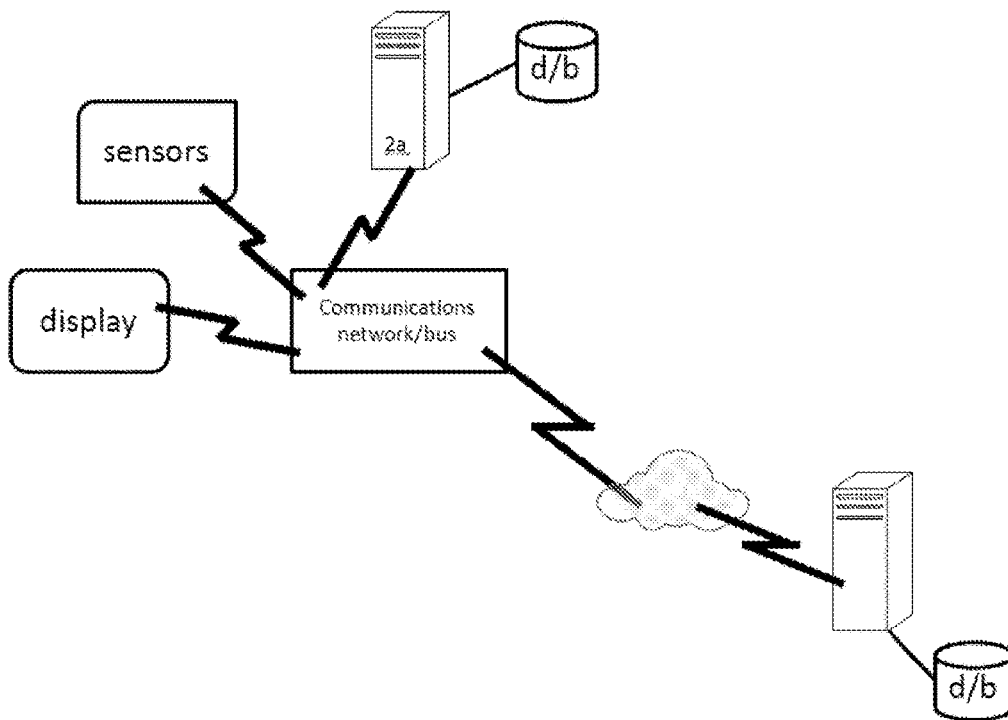 d/b
2a
sensors
display
Communications
network/bus
d/b